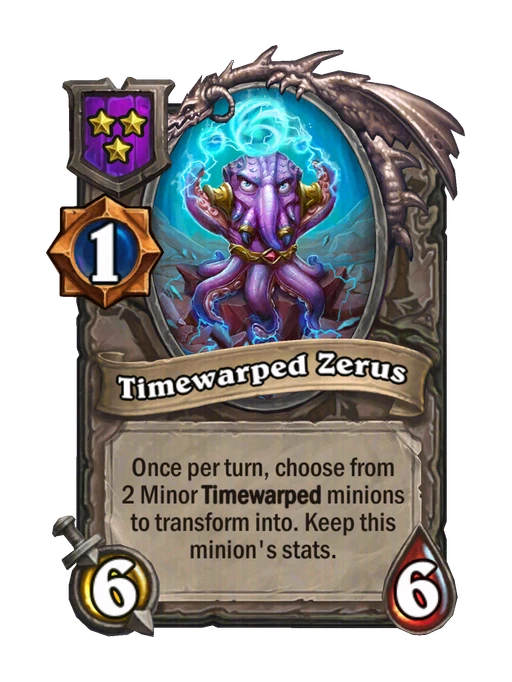 1
Timewarped Zerus
Once per turn, choose from
2 Minor Timewarped minions
to transform into. Keep this
minion's stats.
6
6